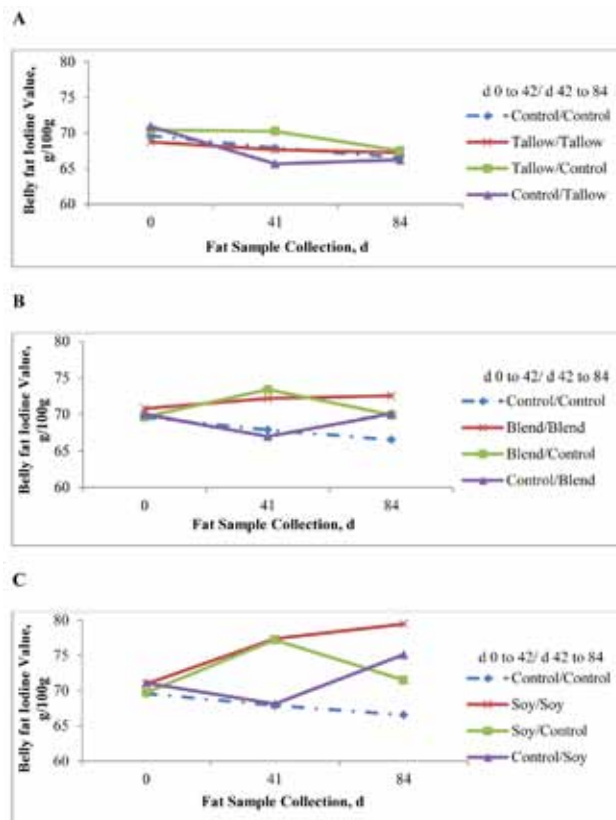 A
80
75
70
65
60
0
41
84
Belly fat Iodine Value,
g/100g
Fat Sample Collection, d
d 0 to 42/ d 42 to 84
Control/Control
Tallow/Tallow
Tallow/Control
Control/Tallow
B
80
75
70
65
60
0
41
84
Belly fat Iodine Value,
g/100g
Fat Sample Collection, d
d 0 to 42/ d 42 to 84
Control/Control
Blend/Blend
Blend/Control
Control/Blend
C
80
75
70
65
60
0
41
84
Belly fat Iodine Value,
g/100g
Fat Sample Collection, d
d 0 to 42/ d 42 to 84
Control/Control
Soy/Soy
Soy/Control
Control/Soy